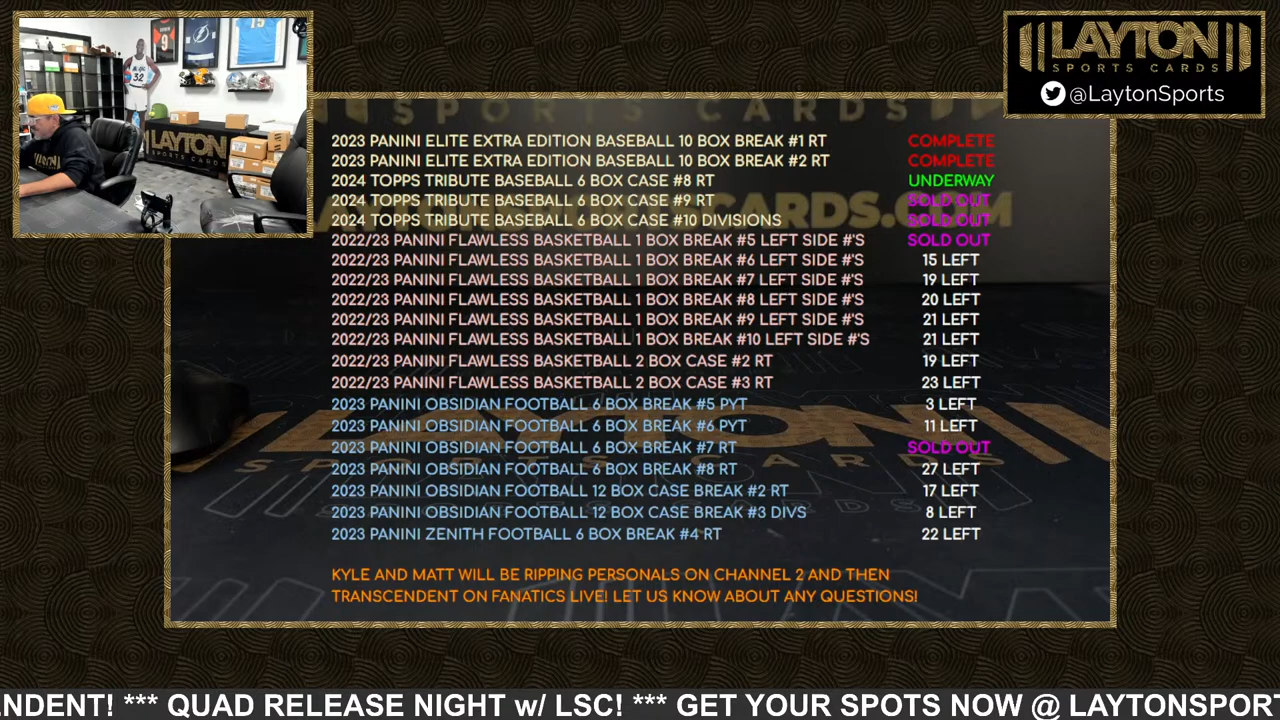 LAYTON
SPORTS CARDS
@LaytonSports
2023 PANINI ELITE EXTRA EDITION BASEBALL 10 BOX BREAK #1 RT COMPLETE
2023 PANINI ELITE EXTRA EDITION BASEBALL 10 BOX BREAK #2 RT COMPLETE
2024 TOPPS TRIBUTE BASEBALL 6 BOX CASE #8 RT UNDERWAY
2024 TOPPS TRIBUTE BASEBALL 6 BOX CASE #9 RT SOLD OUT
2024 TOPPS TRIBUTE BASEBALL 6 BOX CASE #10 DIVISIONS SOLD OUT
2022/23 PANINI FLAWLESS BASKETBALL 1 BOX BREAK #5 LEFT SIDE #'S SOLD OUT
2022/23 PANINI FLAWLESS BASKETBALL 1 BOX BREAK #6 LEFT SIDE #'S 15 LEFT
2022/23 PANINI FLAWLESS BASKETBALL 1 BOX BREAK #7 LEFT SIDE #'S 19 LEFT
2022/23 PANINI FLAWLESS BASKETBALL 1 BOX BREAK #8 LEFT SIDE #'S 20 LEFT
2022/23 PANINI FLAWLESS BASKETBALL 1 BOX BREAK #9 LEFT SIDE #'S 21 LEFT
2022/23 PANINI FLAWLESS BASKETBALL 1 BOX BREAK #10 LEFT SIDE #'S 21 LEFT
2022/23 PANINI FLAWLESS BASKETBALL 2 BOX CASE #2 RT 19 LEFT
2022/23 PANINI FLAWLESS BASKETBALL 2 BOX CASE #3 RT 23 LEFT
2023 PANINI OBSIDIAN FOOTBALL 6 BOX BREAK #5 PYT 3 LEFT
2023 PANINI OBSIDIAN FOOTBALL 6 BOX BREAK #6 PYT 11 LEFT
2023 PANINI OBSIDIAN FOOTBALL 6 BOX BREAK #7 RT SOLD OUT
2023 PANINI OBSIDIAN FOOTBALL 6 BOX BREAK #8 RT 27 LEFT
2023 PANINI OBSIDIAN FOOTBALL 12 BOX CASE BREAK #2 RT 17 LEFT
2023 PANINI OBSIDIAN FOOTBALL 12 BOX CASE BREAK #3 DIVS 8 LEFT
2023 PANINI ZENITH FOOTBALL 6 BOX BREAK #4 RT 22 LEFT
KYLE AND MATT WILL BE RIPPING PERSONALS ON CHANNEL 2 AND THEN
TRANSCENDENT ON FANATICS LIVE! LET US KNOW ABOUT ANY QUESTIONS!
NDENT! *** QUAD RELEASE NIGHT w/ LSC! *** GET YOUR SPOTS NOW @ LAYTONSPOR